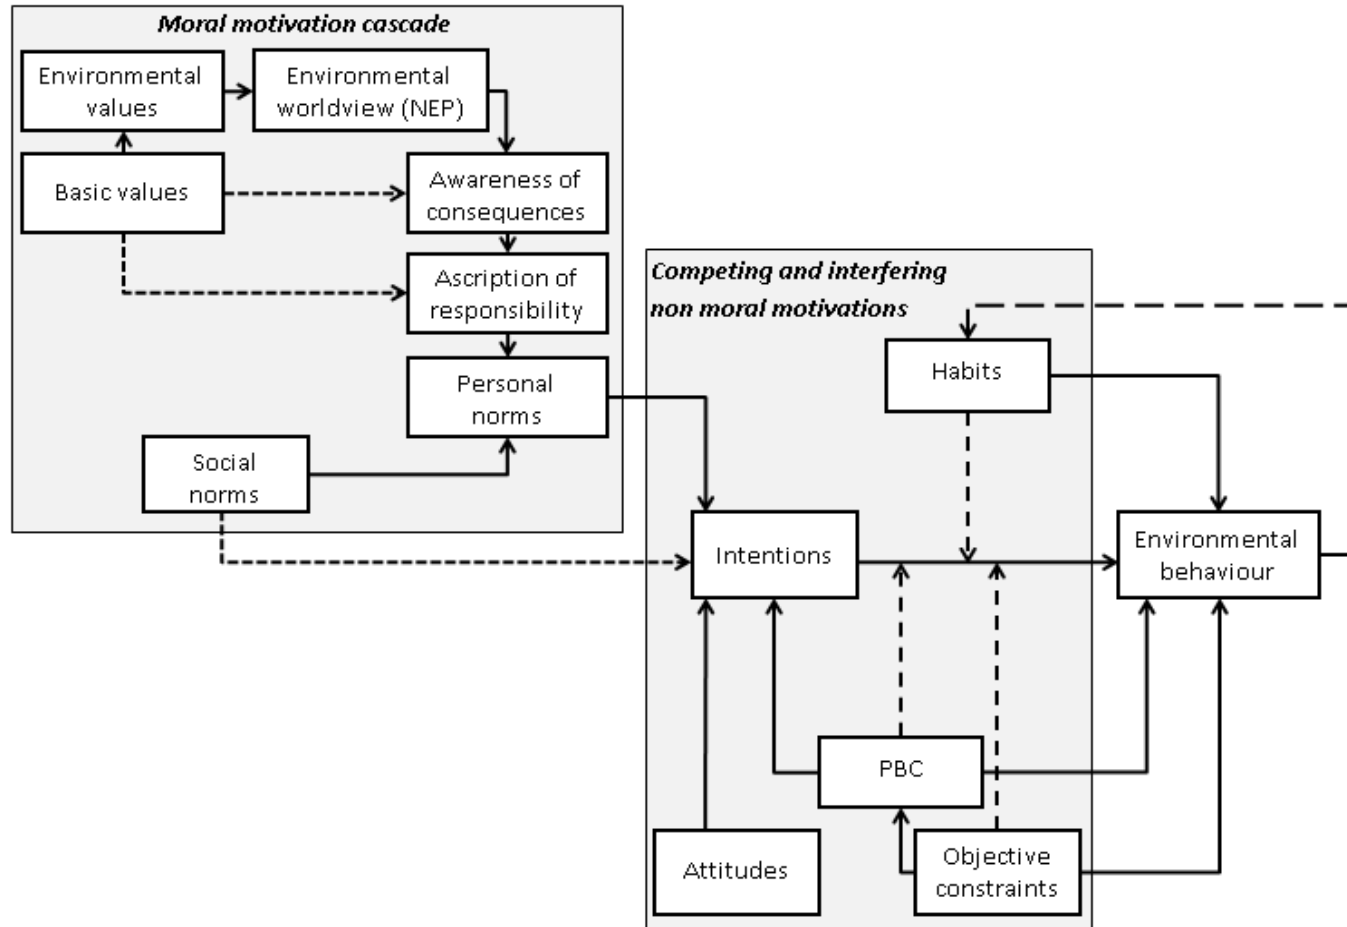 Moral motivation cascade
Environmental
values
Environmental
worldview (NEP)
Basic values
Awareness of
consequences
Ascription of
responsibility
Personal
norms
Social
norms
Competing and interfering
non moral motivations
Habits
Intentions
Environmental
behaviour
PBC
Attitudes
Objective
constraints